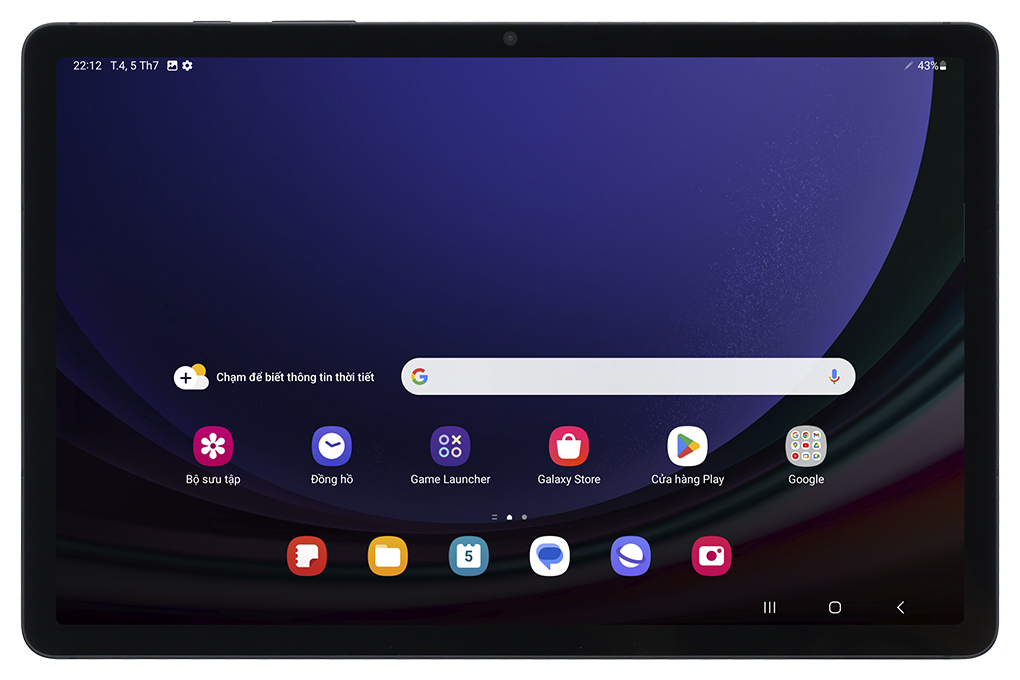 22:12 T.4, 5 Th7
43%
Chạm để biết thông tin thời tiết
Bộ sưu tập
Đồng hồ
Game Launcher
Galaxy Store
Cửa hàng Play
Google
5